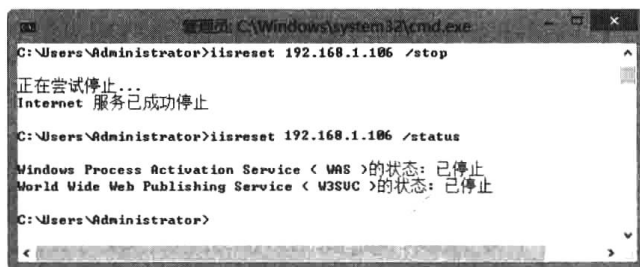 管理员: C:\Windows\system32\cmd.exe
C:\Users\Administrator>iisreset 192.168.1.106 /stop
正在尝试停止...
Internet 服务已成功停止
C:\Users\Administrator>iisreset 192.168.1.106 /status
Windows Process Activation Service ( WAS )的状态: 已停止
World Wide Web Publishing Service ( W3SVC )的状态: 已停止
C:\Users\Administrator>